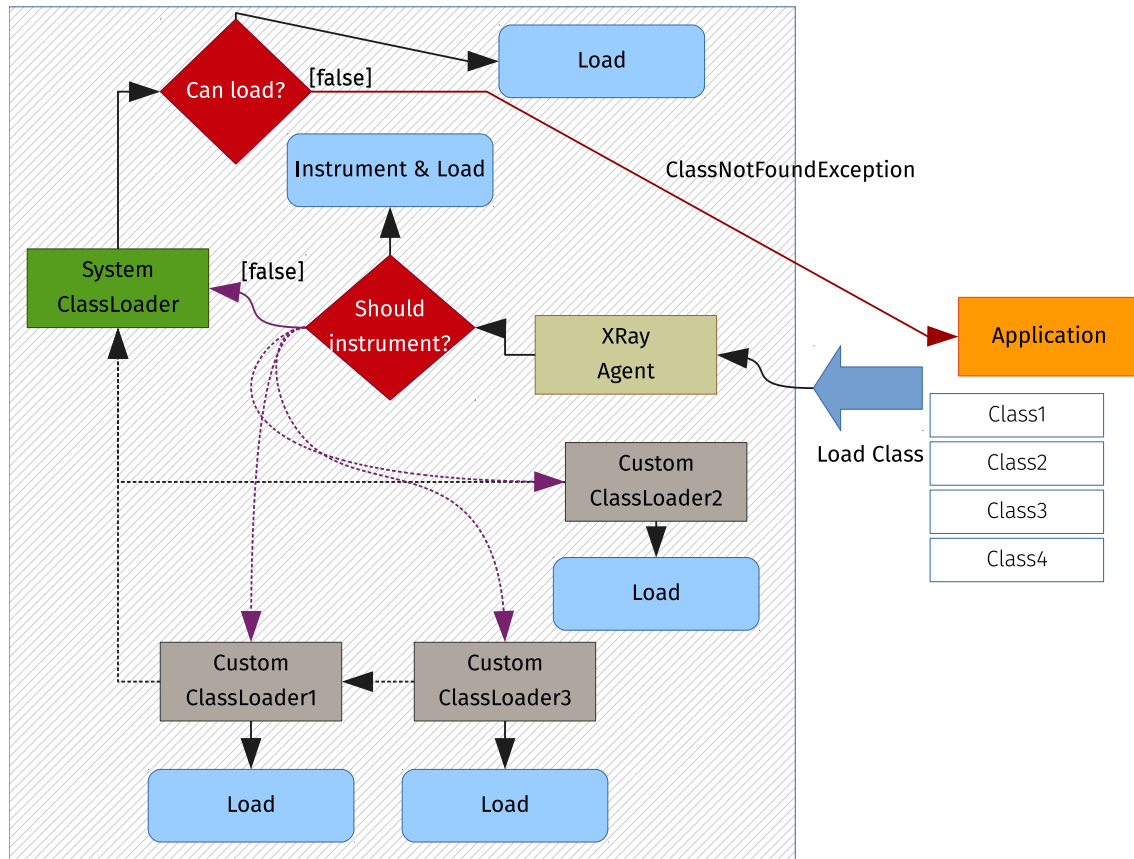 Load
Can load?
[false]
Instrument & Load
ClassNotFoundException
System
ClassLoader
[false]
Should
instrument?
XRay
Agent
Application
Load Class
Class1
Class2
Class3
Class4
Custom
ClassLoader2
Load
Custom
ClassLoader1
Custom
ClassLoader3
Load
Load